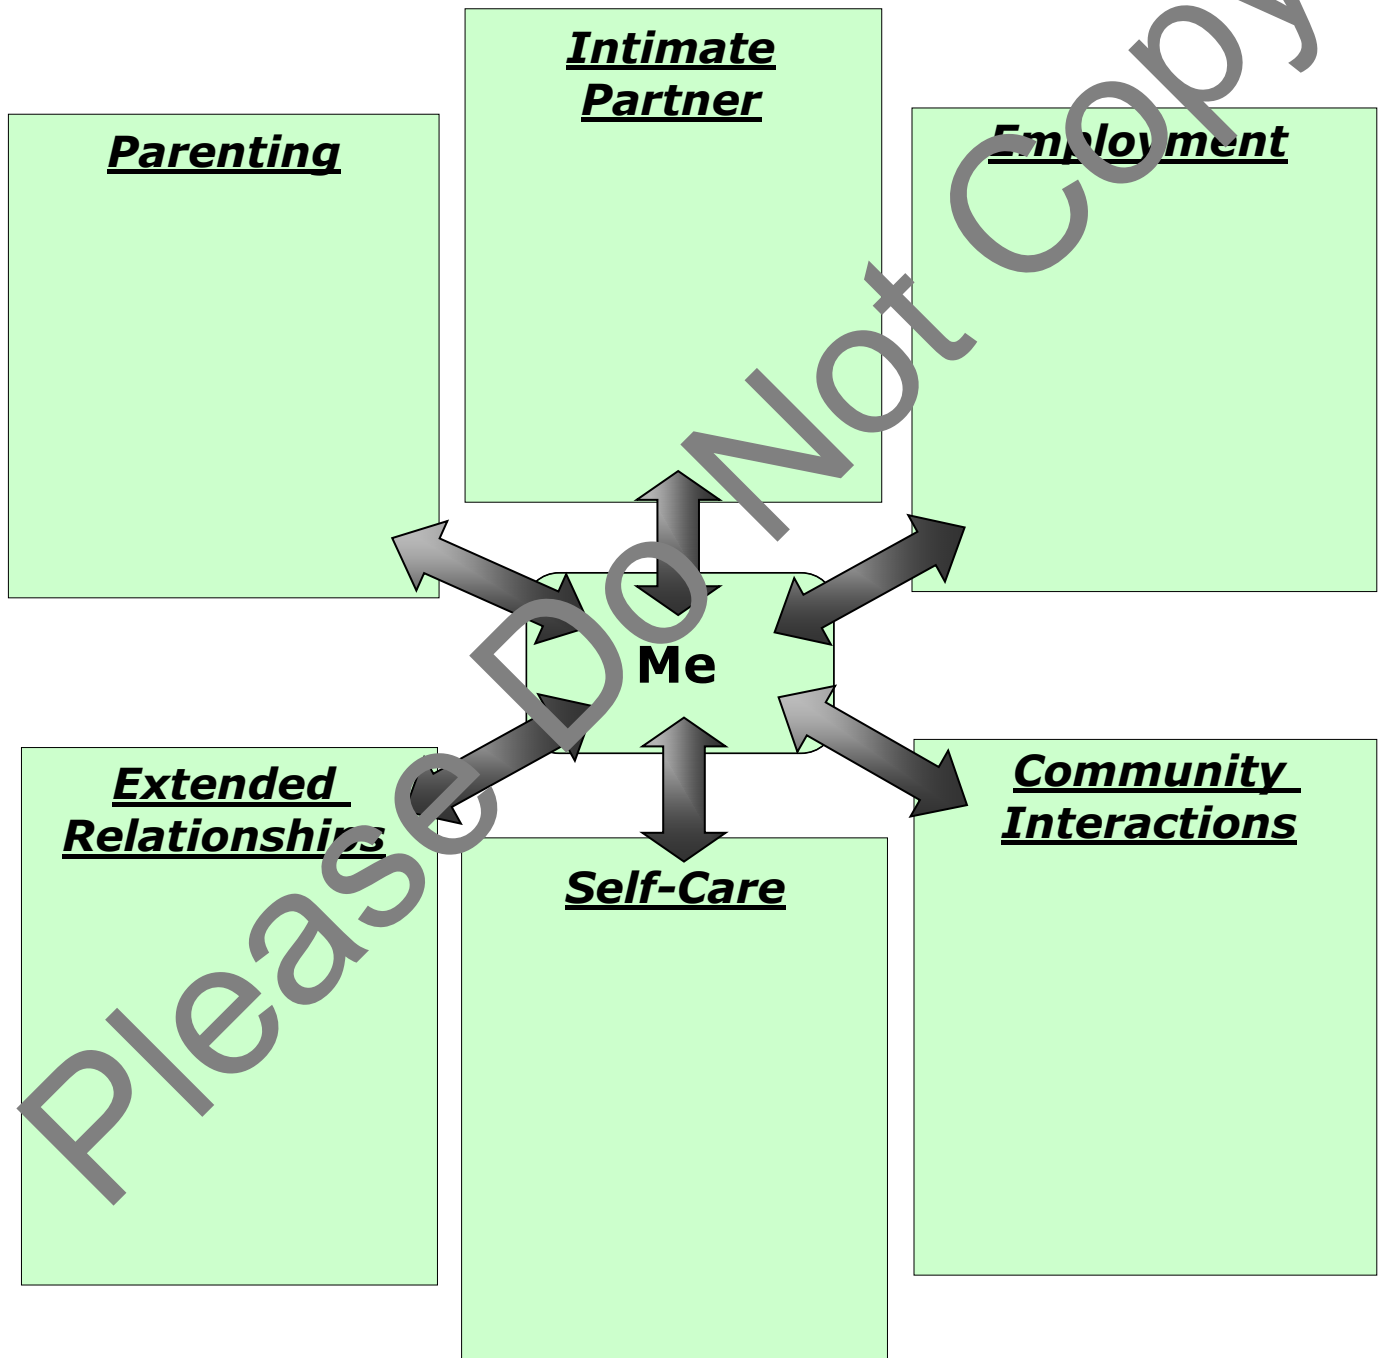 Intimate
Partner
Parenting
Employment
Me
Extended
Relationships
Community
Interactions
Self-Care
Please Do Not Copy